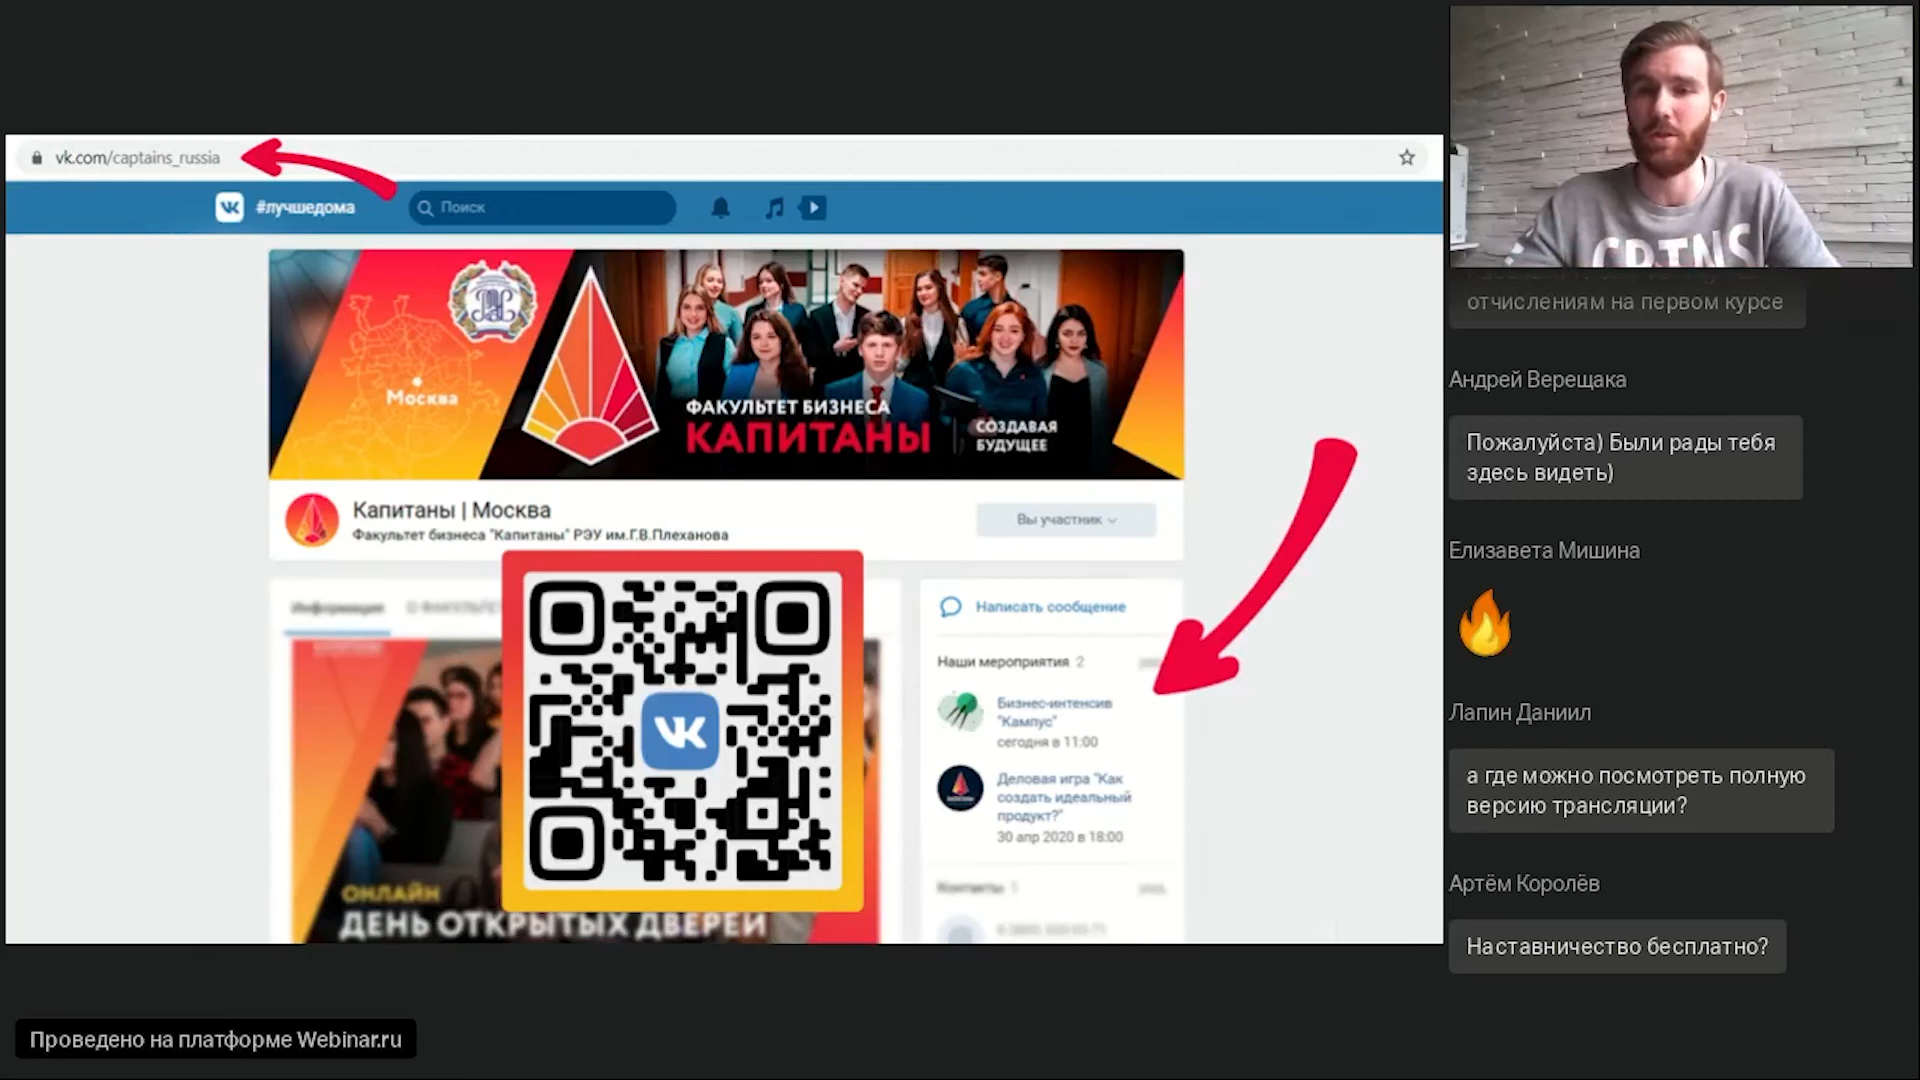 vk.com/captains_russia
#лучшедома
Поиск
Москва
ФАКУЛЬТЕТ БИЗНЕСА
КАПИТАНЫ
СОЗДАВАЯ
БУДУЩЕЕ
Капитаны | Москва
Факультет бизнеса "Капитаны" РЭУ им.Г.В.Плеханова
Вы участник
Информация
ОНЛАЙН
ДЕНЬ ОТКРЫТЫХ ДВЕРЕЙ
Написать сообщение
Наши мероприятия 2
Бизнес-интенсив
"Кампус"
сегодня в 11:00
Деловая игра "Как
создать идеальный
продукт?"
30 апр 2020 в 18:00
Контакты 1
CPTNS
отчислениям на первом курсе
Андрей Верещака
Пожалуйста) Были рады тебя
здесь видеть)
Елизавета Мишина
Лапин Даниил
а где можно посмотреть полную
версию трансляции?
Артём Королёв
Наставничество бесплатно?
Проведено на платформе Webinar.ru